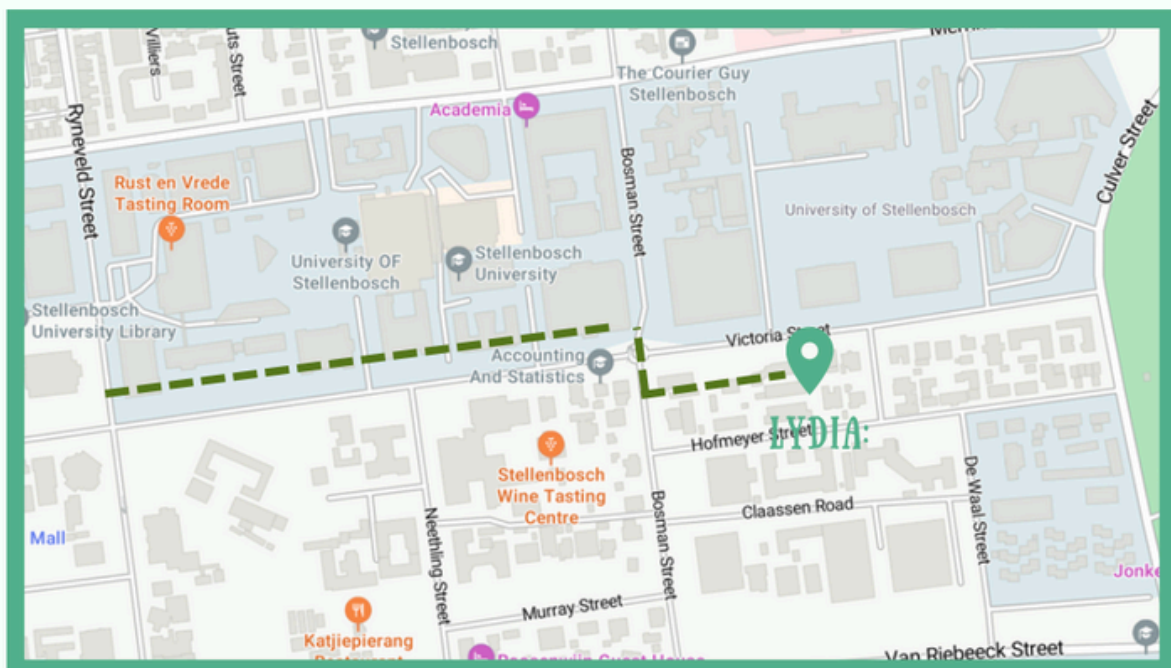 Villiers
Stellenbosch
The Courier Guy
Stellenbosch
Academia
Ryneveld Street
Bosman Street
Culver Street
Rust en Vrede
Tasting Room
University of Stellenbosch
University OF
Stellenbosch
Stellenbosch
University
Stellenbosch
University Library
Victoria Street
Accounting
And Statistics
LYDIA:
Hofmeyer Street
Stellenbosch
Wine Tasting
Centre
De Waal Street
Claassen Road
Bosman Street
Neethling Street
Mall
Murray Street
Katjiepierang
Van Riebeeck Street